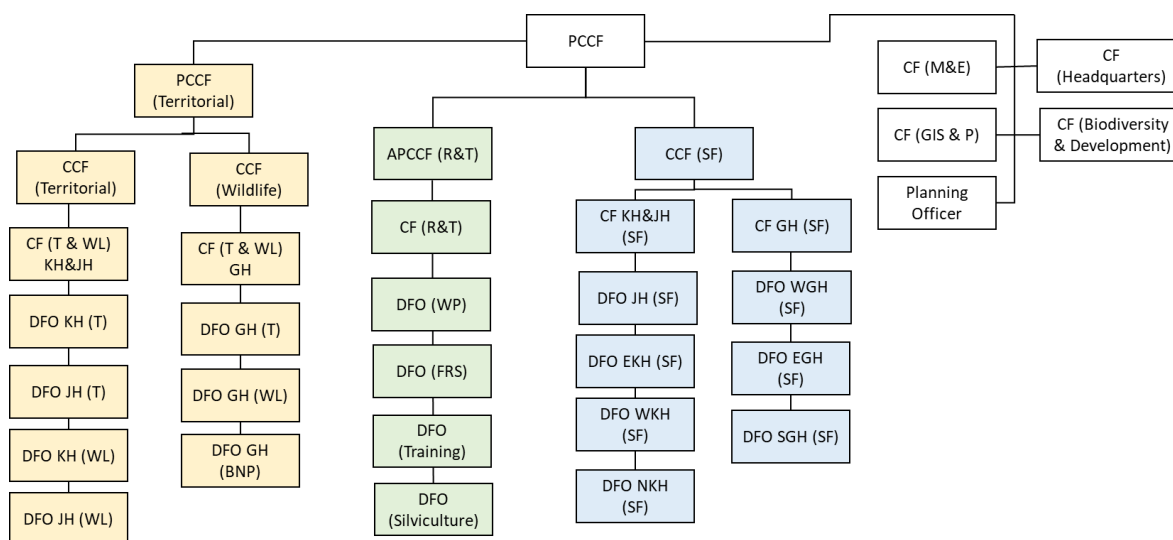 PCCF
PCCF
(Territorial)
CCF
(Territorial)
CF (T & WL)
KH&JH
DFO KH (T)
DFO JH (T)
DFO KH (WL)
DFO JH (WL)
CCF
(Wildlife)
CF (T & WL)
GH
DFO GH (T)
DFO GH (WL)
DFO GH
(BNP)
APCCF (R&T)
CF (R&T)
DFO
(WP)
DFO
(FRS)
DFO
(Training)
DFO
(Silviculture)
CCF (SF)
CF KH&JH
(SF)
DFO JH (SF)
DFO EKH (SF)
DFO WKH
(SF)
DFO NKH
(SF)
CF GH (SF)
DFO WGH
(SF)
DFO EGH
(SF)
DFO SGH (SF)
CF (M&E)
CF
(Headquarters)
CF (GIS & P)
CF (Biodiversity
& Development)
Planning
Officer